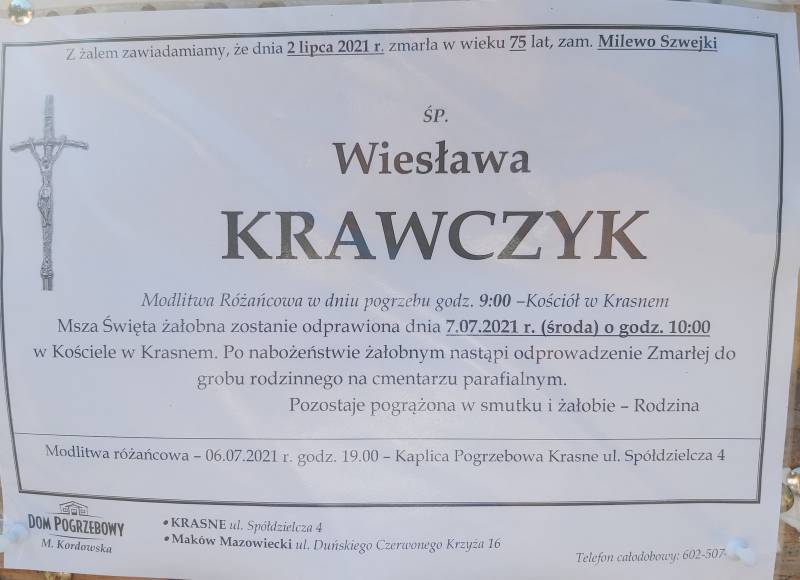 Z żalem zawiadamiamy, że dnia 2 lipca 2021 r. zmarła w wieku 75 lat, zam. Milewo Szwejki
ŚP.
Wiesława
KRAWCZYK
Modlitwa Różańcowa w dniu pogrzebu godz. 9:00 –Kościół w Krasnem
Msza Święta żałobna zostanie odprawiona dnia 7.07.2021 r. (środa) o godz. 10:00
w Kościele w Krasnem. Po nabożeństwie żałobnym nastąpi odprowadzenie Zmarłej do
grobu rodzinnego na cmentarzu parafialnym.
Pozostaje pogrążona w smutku i żałobie – Rodzina
Modlitwa różańcowa – 06.07.2021 r. godz. 19.00 – Kaplica Pogrzebowa Krasne ul. Spółdzielcza 4
DOM POGRZEBOWY
M. Kordowska
• KRASNE ul. Spółdzielcza 4
• Maków Mazowiecki ul. Duńskiego Czerwonego Krzyża 16
Telefon całodobowy: 602-507-